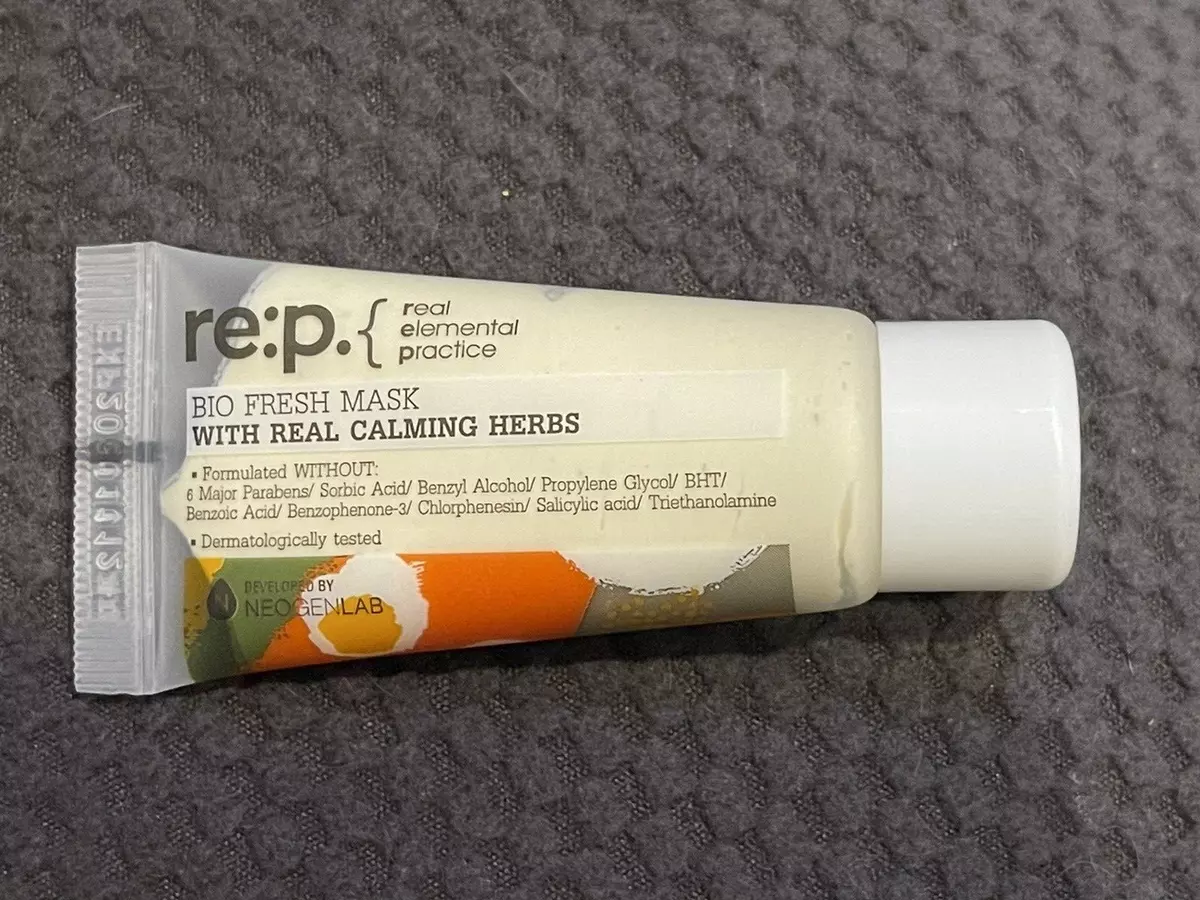 re:p.{
real
elemental
practice
BIO FRESH MASK
WITH REAL CALMING HERBS
▪ Formulated WITHOUT:
6 Major Parabens/ Sorbic Acid/ Benzyl Alcohol/ Propylene Glycol/ BHT/
Benzoic Acid/ Benzophenone-3/ Chlorphenesin/ Salicylic acid/ Triethanolamine
▪ Dermatologically tested
DEVELOPED BY
NEOGENLAB